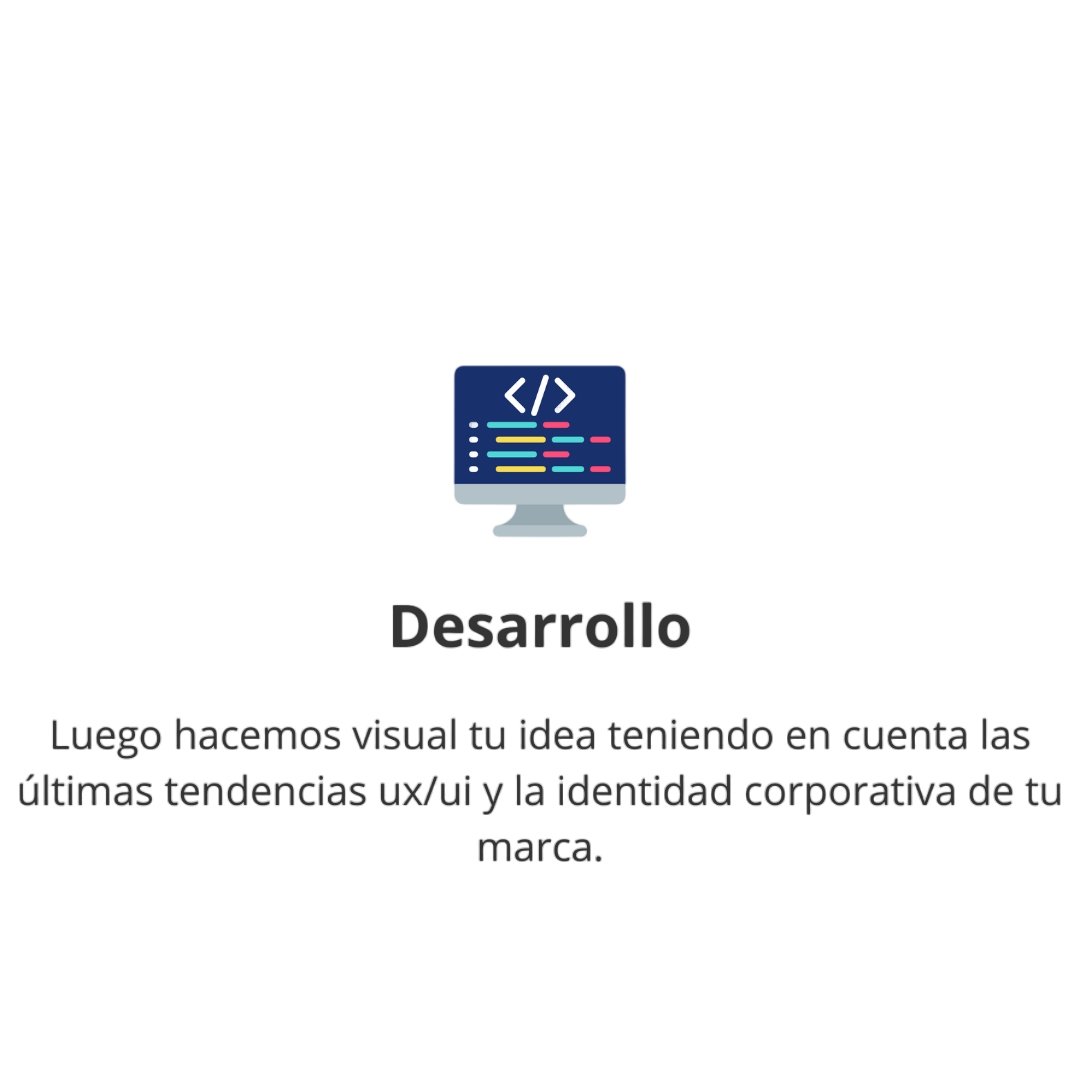 </>
Desarrollo
Luego hacemos visual tu idea teniendo en cuenta las
últimas tendencias ux/ui y la identidad corporativa de tu
marca.